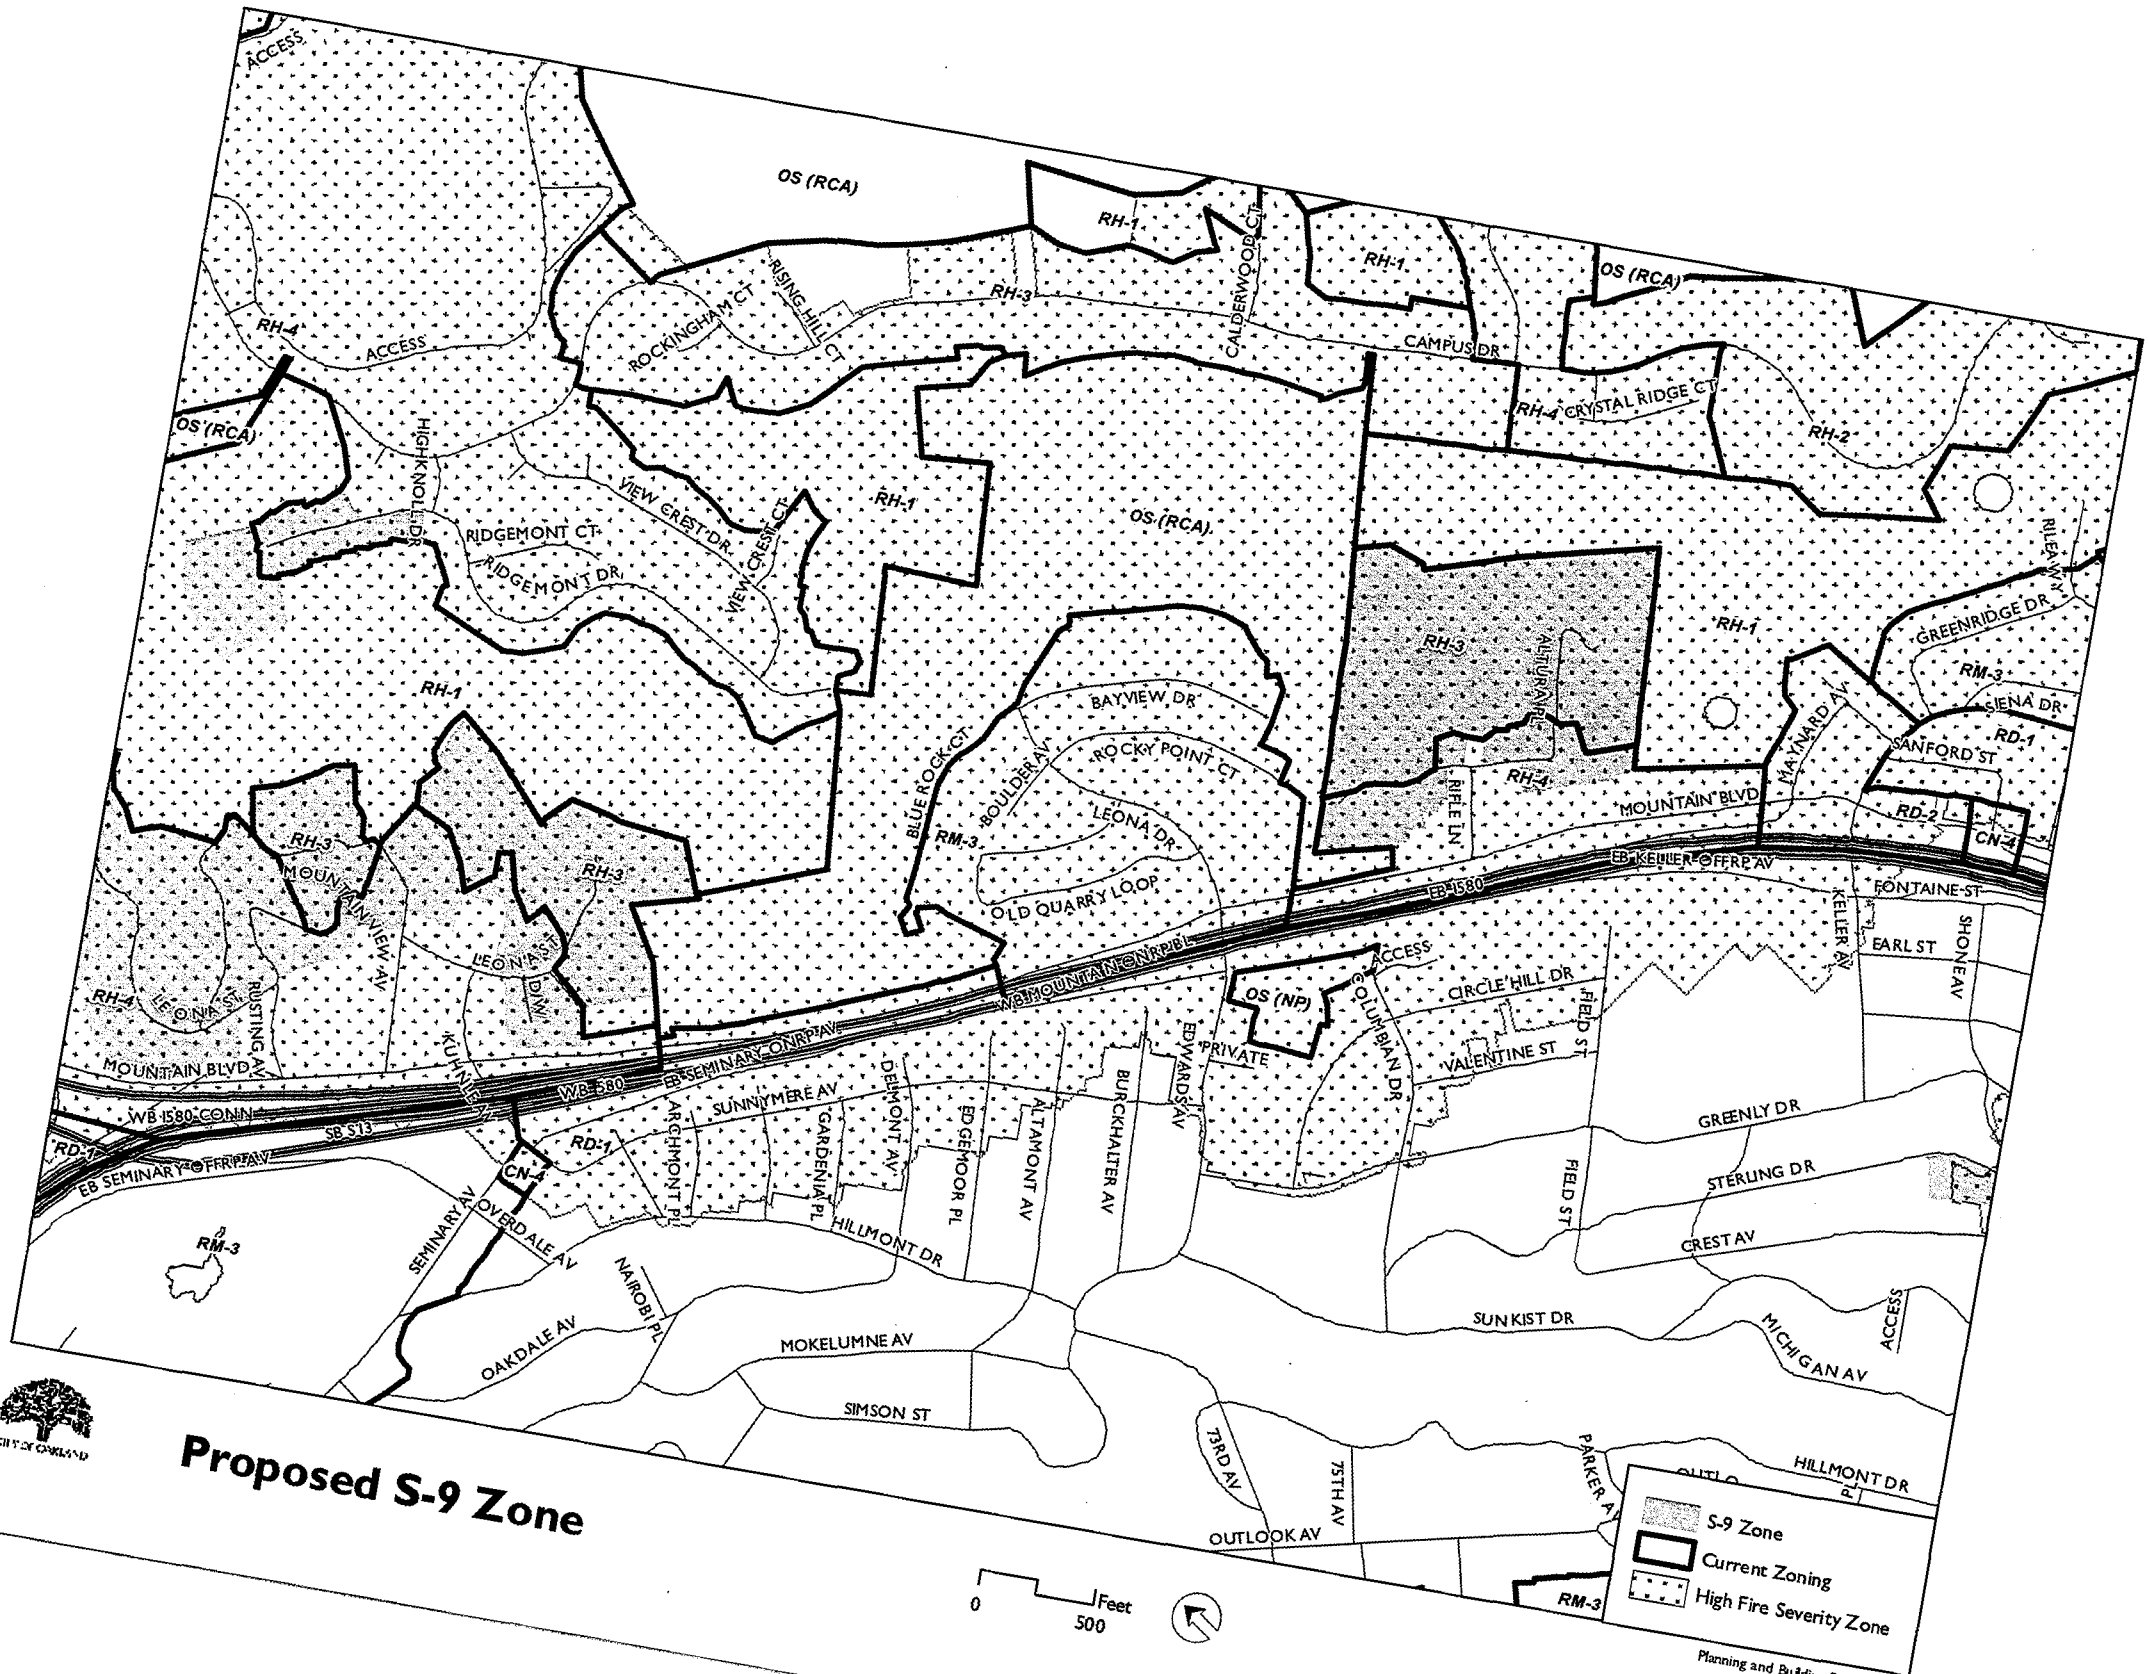 ACCESS
OS (RCA)
RH-1
RH-1
OS (RCA)
CALDERWOOD CT
RISING HILL CT
ROCKINGHAM CT
RH-3
RH-4
ACCESS
CAMPUS DR
RH-4
CRYSTAL RIDGE CT
RH-2
OS (RCA)
HIGH KNOLL DR
VIEW CREST DR
VIEW CREST CT
RH-1
OS (RCA)
RIDGEMONT CT
RIDGEMONT DR
RILEA WY
GREENRIDGE DR
RH-3
ALTURA PL
RH-1
RM-3
SIENA DR
RD-1
SANFORD ST
MAYNARD AV
RH-1
BAYVIEW DR
ROCKY POINT CT
BOULDER AV
BLUE ROCK CT
LEONA DR
RM-3
OLD QUARRY LOOP
RH-4
RIFLE LN
MOUNTAIN BLVD
RD-2
CN-4
RH-3
MOUNTAIN VIEW AV
RH-3
LEONA ST
DIW
EB KELLER OFFRP AV
EB I580
FONTAINE ST
KELLER AV
EARL ST
SHONE AV
RH-4
LEONA ST
RUSTING AV
MOUNTAIN BLVD
KUHNLE AV
WB MOUNTAIN ONRP BL
OS (NP)
ACCESS
COLUMBIAN DR
CIRCLE HILL DR
FIELD ST
VALENTINE ST
PRIVATE
EDWARDS AV
WB I580 CONN
SB S13
WB 580
EB SEMINARY ONRP AV
RD-1
EB SEMINARY OFFRP AV
RD-1
CN-4
SUNNYMERE AV
ARCHMONT PL
GARDENIA PL
DELMONT AV
EDGEMOOR PL
ALTAMONT AV
BURCKHALTER AV
GREENLY DR
FIELD ST
STERLING DR
CREST AV
SEMINARY AV
OVERDALE AV
HILLMONT DR
RM-3
NAIROBI PL
OAKDALE AV
MOKELUMNE AV
SIMSON ST
SUNKIST DR
MICHIGAN AV
ACCESS
73RD AV
75TH AV
PARKER AV
HILLMONT DR
PL
OUTLOOK AV
RM-3
CITY OF OAKLAND
Proposed S-9 Zone
0
500
Feet
S-9 Zone
Current Zoning
High Fire Severity Zone
Planning and